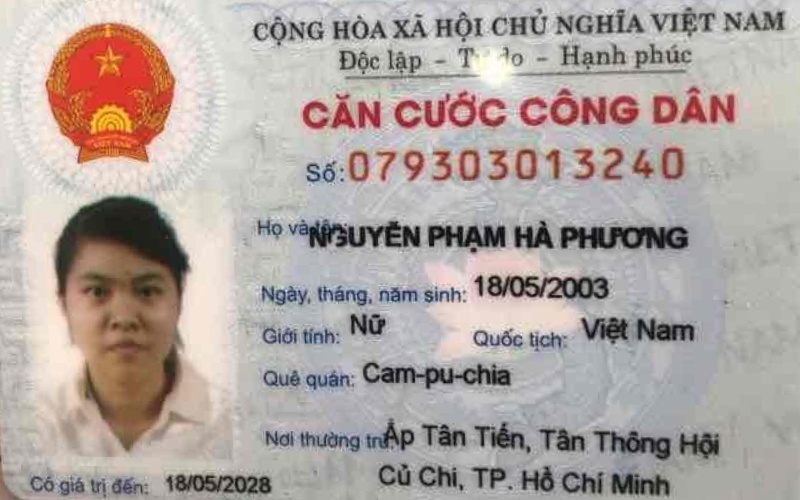 CỘNG HÒA XÃ HỘI CHỦ NGHĨA VIỆT NAM
Độc lập - Tự do - Hạnh phúc
CĂN CƯỚC CÔNG DÂN
Số: 079303013240
Họ và tên: NGUYỄN PHẠM HÀ PHƯƠNG
Ngày, tháng, năm sinh: 18/05/2003
Giới tính: Nữ Quốc tịch: Việt Nam
Quê quán: Cam-pu-chia
Nơi thường trú: Ấp Tân Tiến, Tân Thông Hội
Củ Chi, TP. Hồ Chí Minh
Có giá trị đến: 18/05/2028
VIỆT NAM